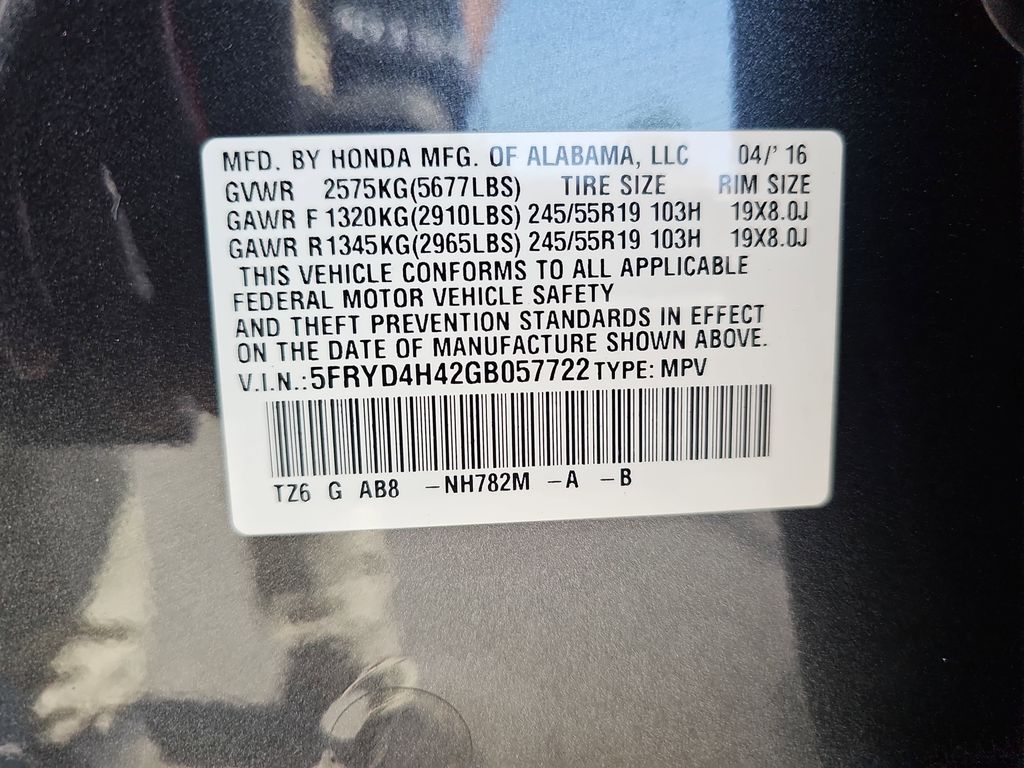 MFD. BY HONDA MFG. OF ALABAMA, LLC 04/' 16
GVWR 2575KG(5677LBS) TIRE SIZE RIM SIZE
GAWR F 1320KG(2910LBS) 245/55R19 103H 19X8.0J
GAWR R1345KG(2965LBS) 245/55R19 103H 19X8.0J
THIS VEHICLE CONFORMS TO ALL APPLICABLE
FEDERAL MOTOR VEHICLE SAFETY
AND THEFT PREVENTION STANDARDS IN EFFECT
ON THE DATE OF MANUFACTURE SHOWN ABOVE.
V.I.N.:5FRYD4H42GB057722 TYPE: MPV
TZ6 G AB8 -NH782M -A -B